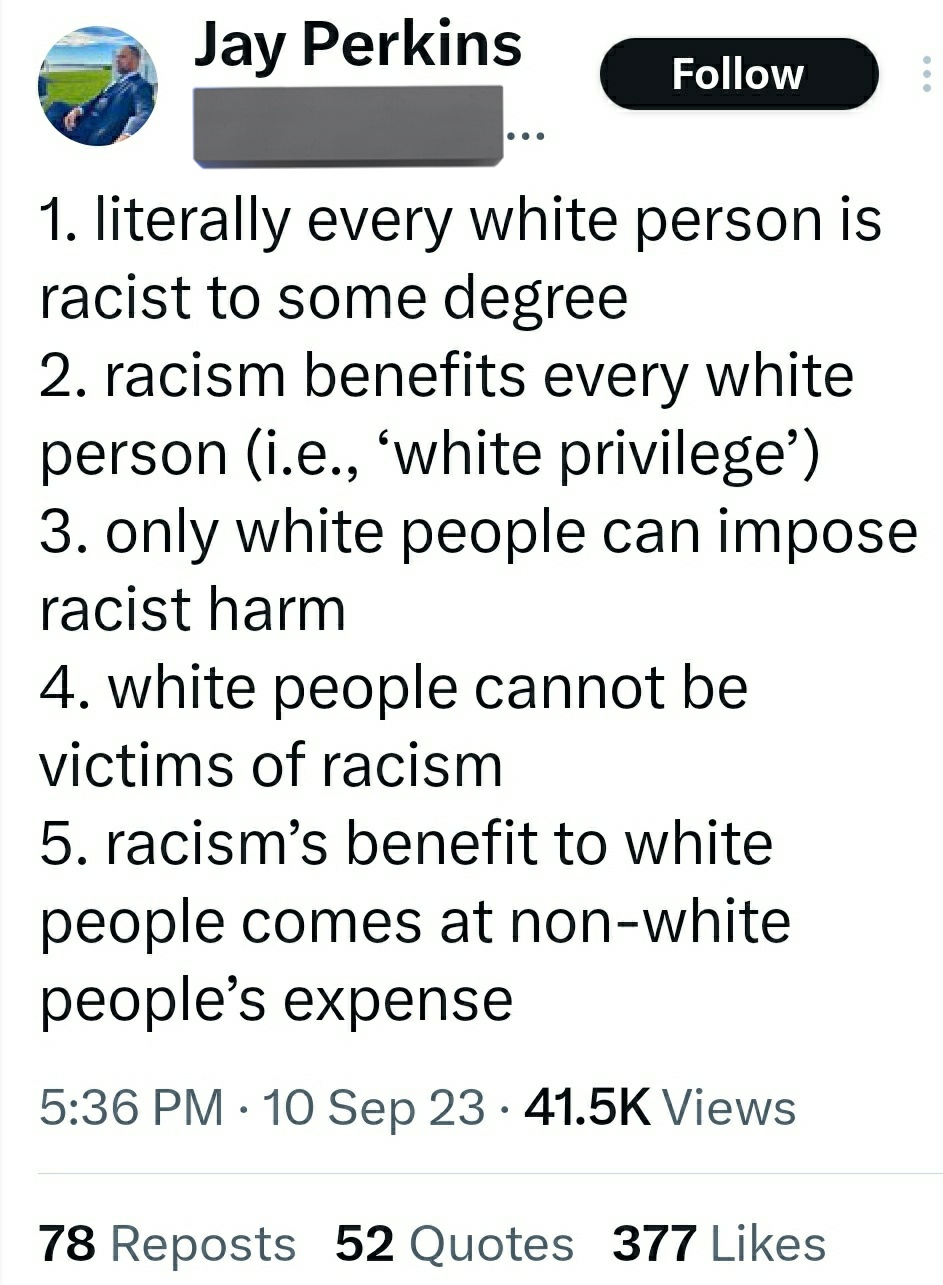 Jay Perkins
Follow
...
1. literally every white person is
racist to some degree
2. racism benefits every white
person (i.e., ‘white privilege’)
3. only white people can impose
racist harm
4. white people cannot be
victims of racism
5. racism’s benefit to white
people comes at non-white
people’s expense
5:36 PM · 10 Sep 23 · 41.5K Views
78 Reposts 52 Quotes 377 Likes